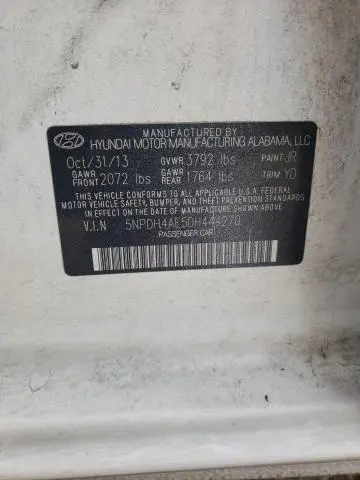 MANUFACTURED BY
HYUNDAI MOTOR MANUFACTURING ALABAMA, LLC
Oct/31/13 GVWR 3792 lbs PAINT JR
GAWR FRONT 2072 lbs GAWR REAR 1764 lbs TRIM YD
THIS VEHICLE CONFORMS TO ALL APPLICABLE U.S.A. FEDERAL
MOTOR VEHICLE SAFETY, BUMPER, AND THEFT PREVENTION
STANDARDS IN EFFECT ON THE DATE OF MANUFACTURE SHOWN
ABOVE.
V.I.N 5NPDH4AE5DH444270
PASSENGER CAR